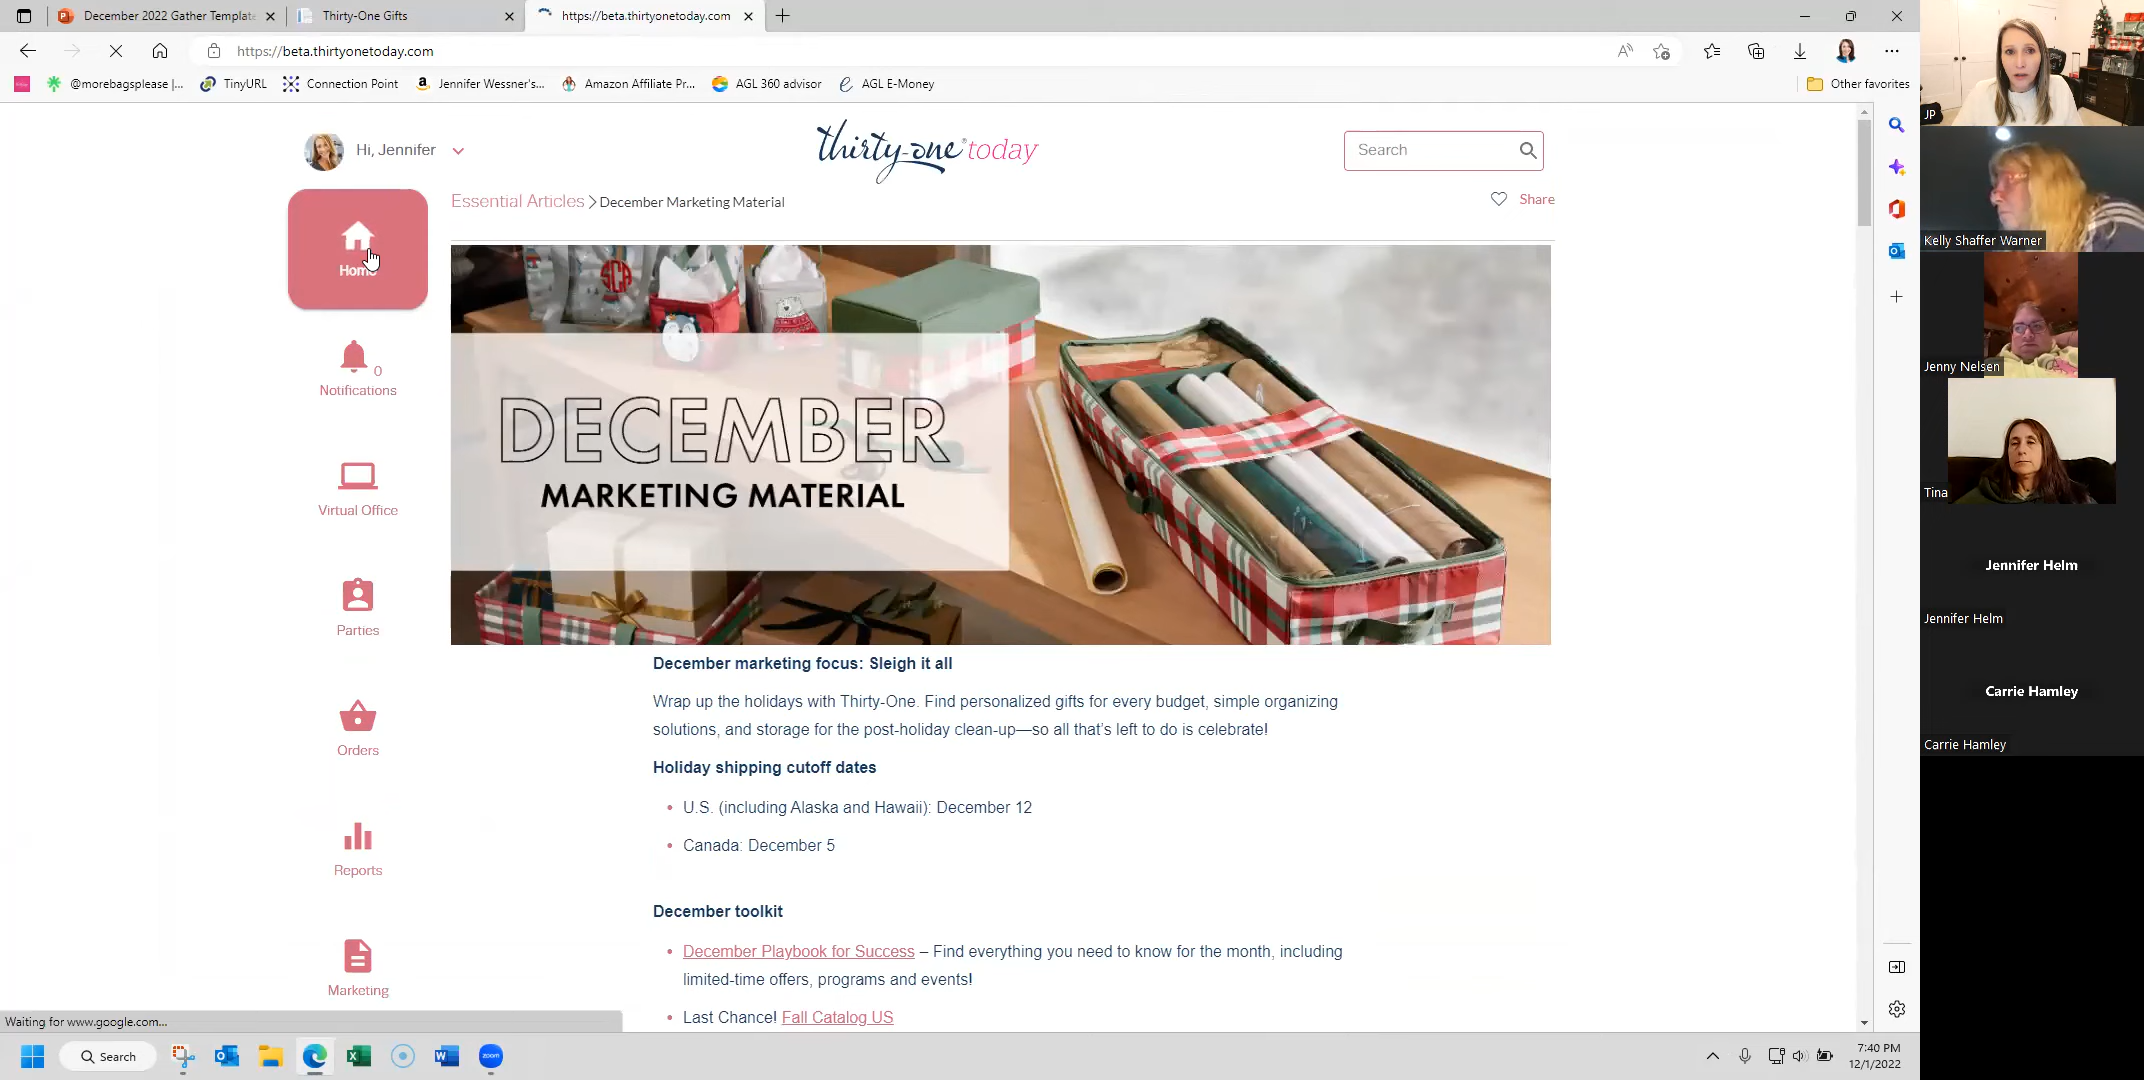 December 2022 Gather Template
Thirty-One Gifts
https://beta.thirtyonetoday.com
https://beta.thirtyonetoday.com
@morebagsplease |...
TinyURL
Connection Point
Jennifer Wessner's...
Amazon Affiliate Pr...
AGL 360 advisor
AGL E-Money
Other favorites
Hi, Jennifer
thirty-one® today
Search
Essential Articles > December Marketing Material
Share
Home
Notifications
0
Virtual Office
Parties
Orders
Reports
Marketing
SCA
DECEMBER
MARKETING MATERIAL
December marketing focus: Sleigh it all
Wrap up the holidays with Thirty-One. Find personalized gifts for every budget, simple organizing
solutions, and storage for the post-holiday clean-up—so all that's left to do is celebrate!
Holiday shipping cutoff dates
• U.S. (including Alaska and Hawaii): December 12
• Canada: December 5
December toolkit
• December Playbook for Success – Find everything you need to know for the month, including
limited-time offers, programs and events!
• Last Chance! Fall Catalog US
Waiting for www.google.com...
Search
zoom
7:40 PM
12/1/2022
JP
Kelly Shaffer Warner
Jenny Nelsen
Tina
Jennifer Helm
Jennifer Helm
Carrie Hamley
Carrie Hamley